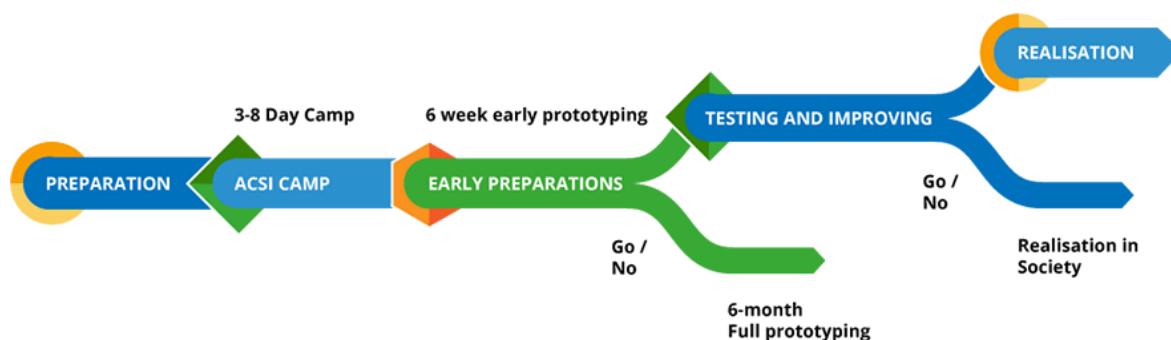 REALISATION
3-8 Day Camp
6 week early prototyping
TESTING AND IMPROVING
PREPARATION
ACSI CAMP
EARLY PREPARATIONS
Go /
No
Go /
No
Realisation in
Society
6-month
Full prototyping